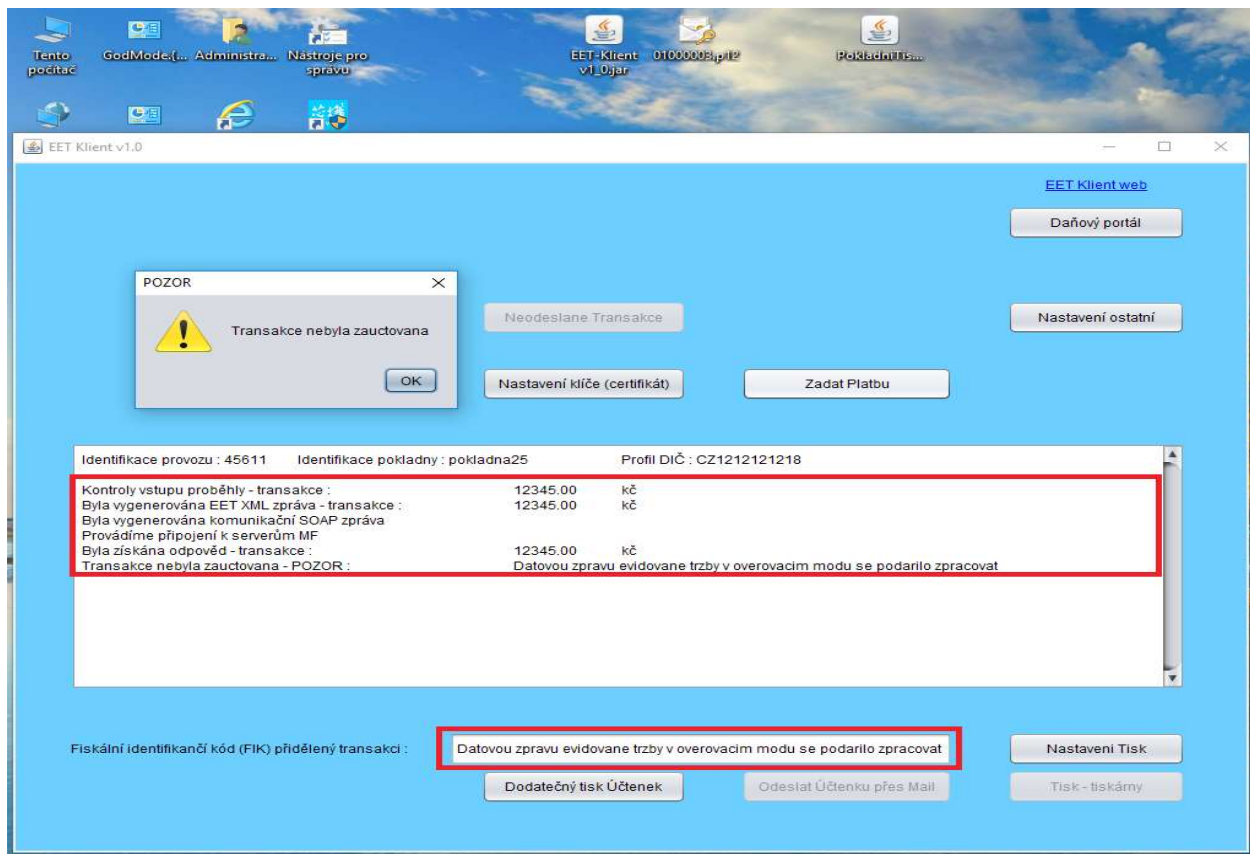 Tento počítač
GodMode.{... Administra... Nástroje pro správu
EET-Klient v1_0.jar
01000003.p12
PokladniTis...
EET Klient v1.0
EET Klient web
Daňový portál
POZOR
Transakce nebyla zauctovana
OK
Neodeslane Transakce
Nastavení ostatní
Nastavení klíče (certifikát)
Zadat Platbu
Identifikace provozu : 45611 Identifikace pokladny : pokladna25 Profil DIČ : CZ1212121218
Kontroly vstupu proběhly - transakce : 12345.00 kč
Byla vygenerována EET XML zpráva - transakce : 12345.00 kč
Byla vygenerována komunikační SOAP zpráva
Provádíme připojení k serverům MF
Byla získána odpověd - transakce : 12345.00 kč
Transakce nebyla zauctovana - POZOR : Datovou zpravu evidovane trzby v overovacim modu se podarilo zpracovat
Fiskální identifikančí kód (FIK) přidělený transakci : Datovou zpravu evidovane trzby v overovacim modu se podarilo zpracovat
Nastaveni Tisk
Dodatečný tisk Účtenek
Odeslat Účtenku přes Mail
Tisk - tiskárny